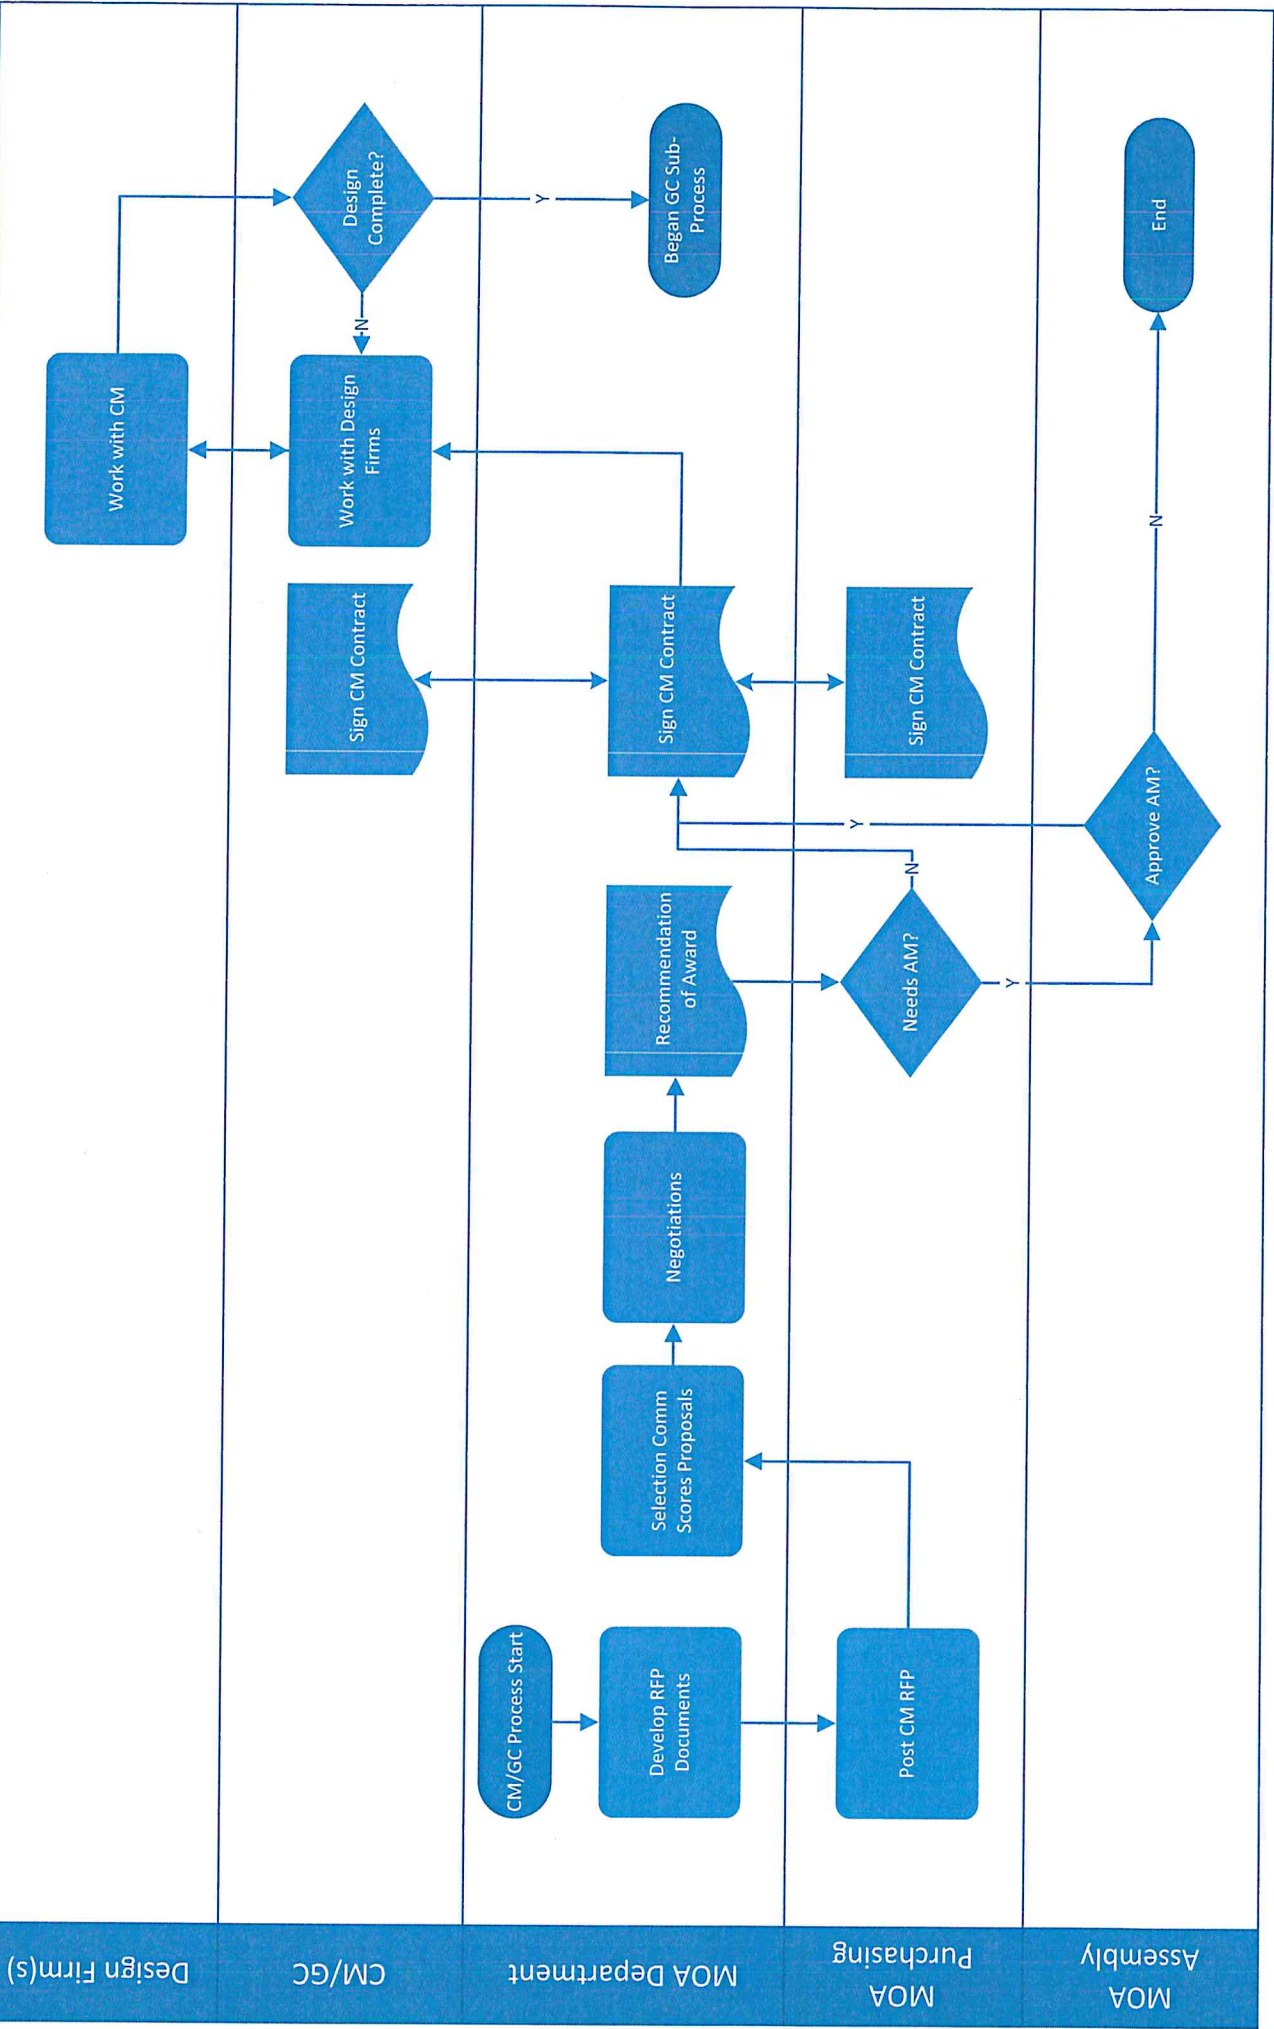 Design Firm(s)
Work with CM
CM/GC
Sign CM Contract
Work with Design
Firms
N
Design
Complete?
MOA Department
CM/GC Process Start
Develop RFP
Documents
Selection Comm
Scores Proposals
Negotiations
Recommendation
of Award
Sign CM Contract
Y
Began GC Sub-
Process
MOA
Purchasing
Post CM RFP
Needs AM?
N
Y
Sign CM Contract
MOA
Assembly
Y
Approve AM?
N
End